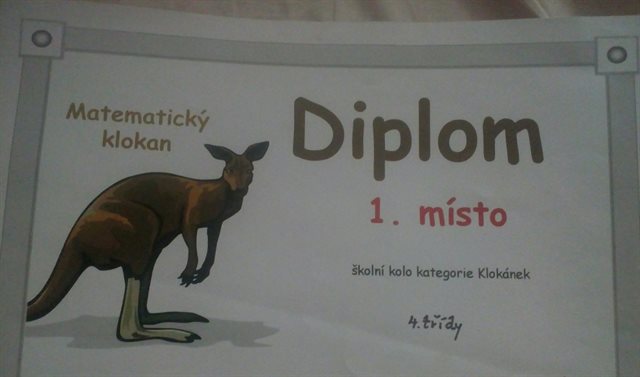 Matematický
klokan
Diplom
1. místo
školní kolo kategorie Klokánek
4. třídy